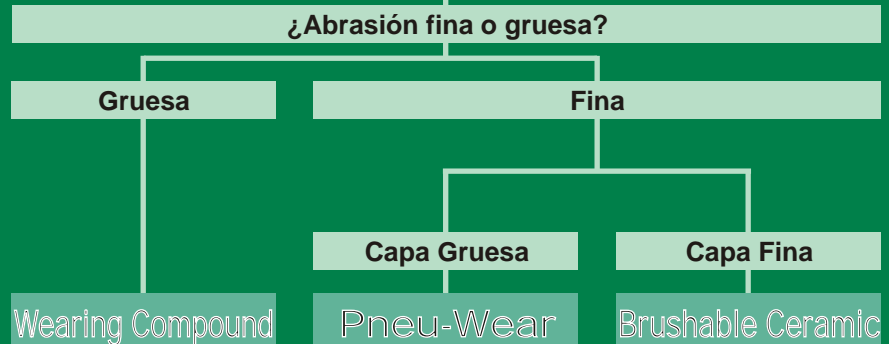 ¿Abrasión fina o gruesa?
Gruesa
Fina
Capa Gruesa
Capa Fina
Wearing Compound
Pneu-Wear
Brushable Ceramic